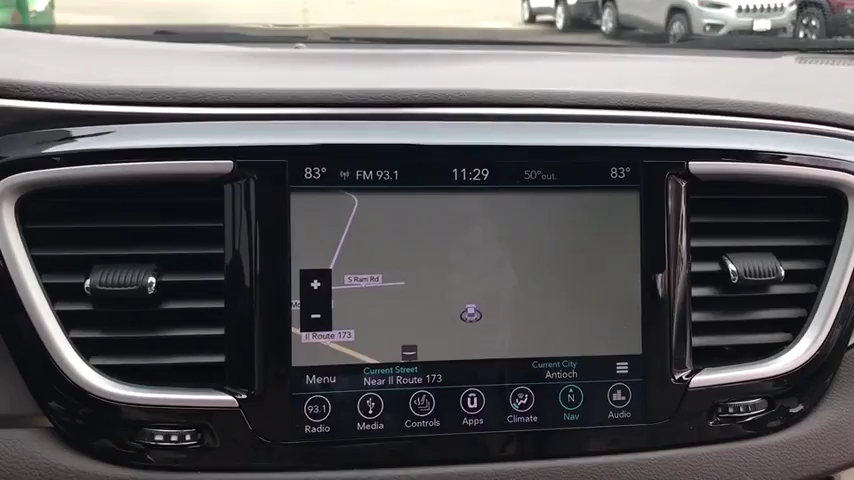 83° FM 93.1 11:29 50°out. 83°
S Ram Rd
Il Route 173
Menu Current Street Current City
Near Il Route 173 Antioch
93.1 U N
Radio Media Controls Apps Climate Nav Audio